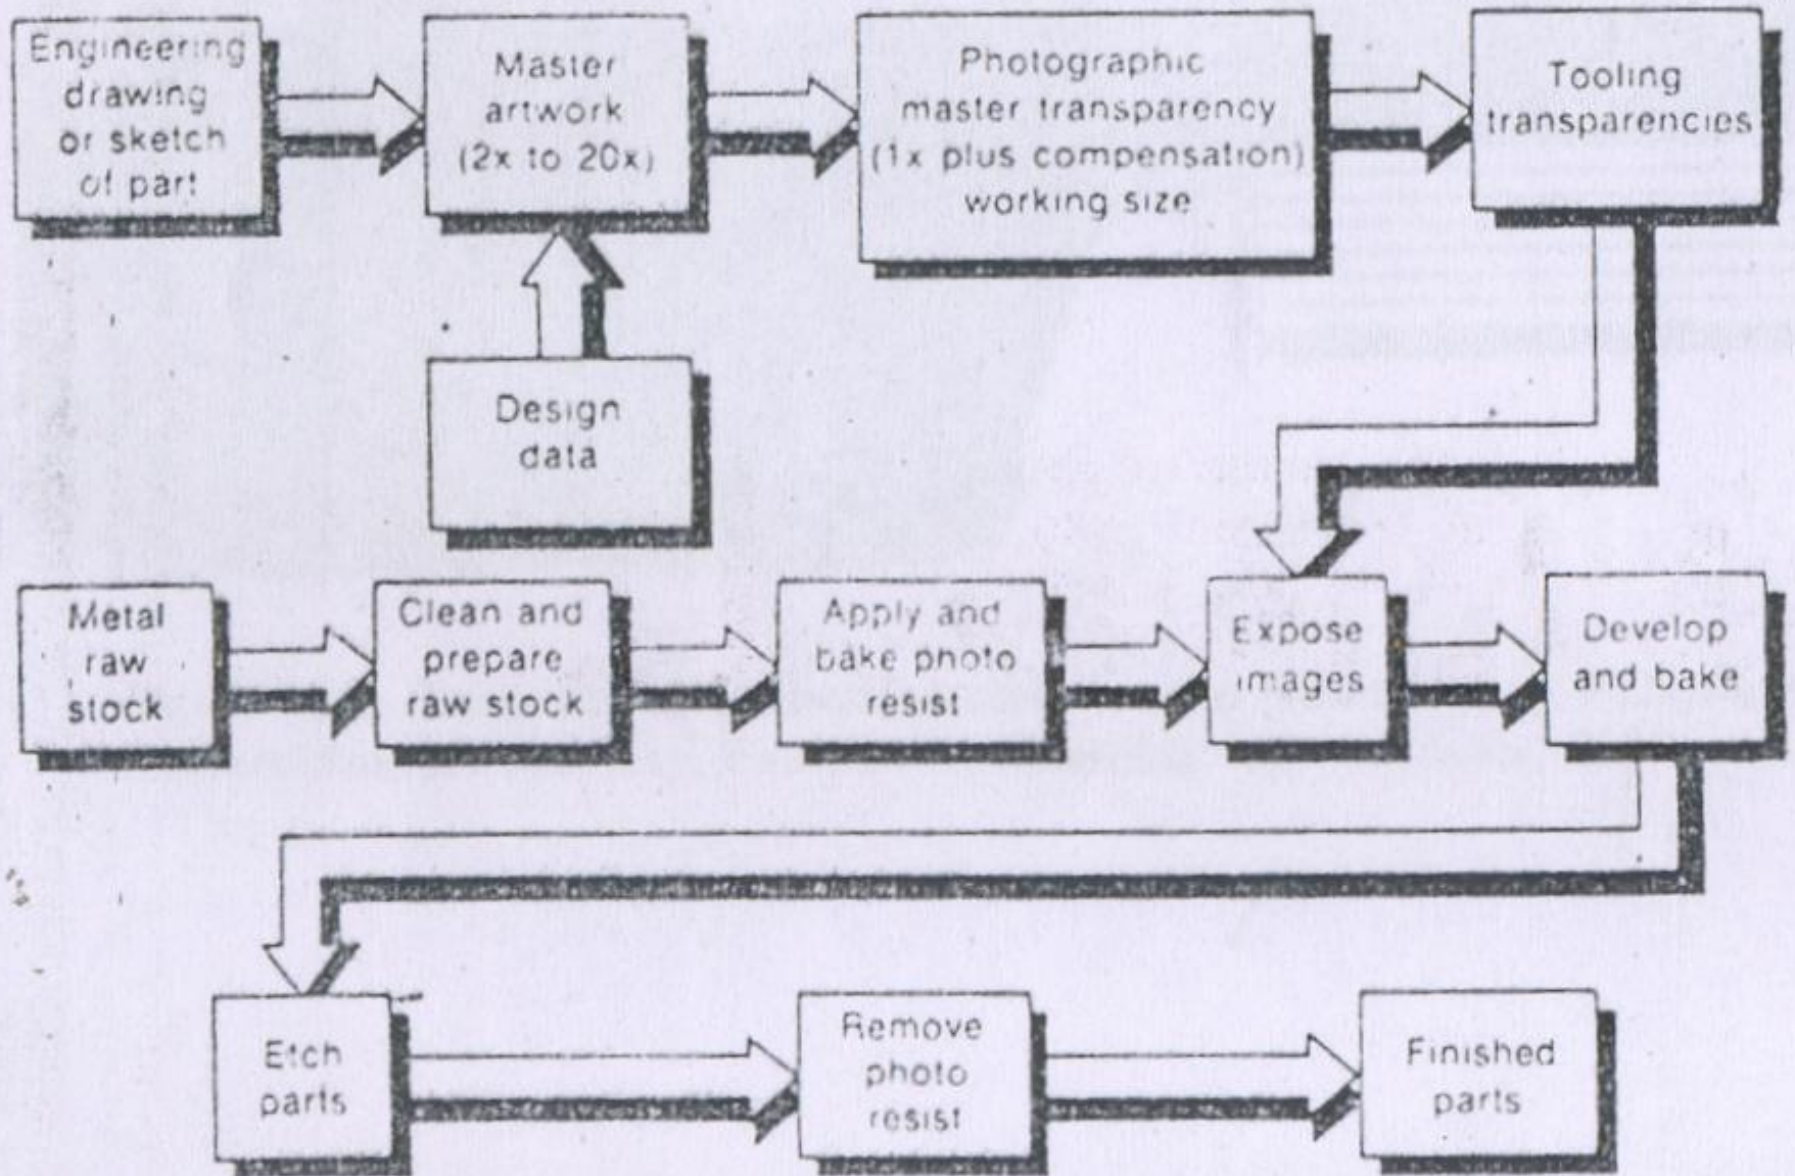 Engineering
drawing
or sketch
of part
Master
artwork
(2x to 20x)
Photographic
master transparency
(1x plus compensation)
working size
Tooling
transparencies
Design
data
Metal
raw
stock
Clean and
prepare
raw stock
Apply and
bake photo
resist
Expose
images
Develop
and bake
Etch
parts
Remove
photo
resist
Finished
parts